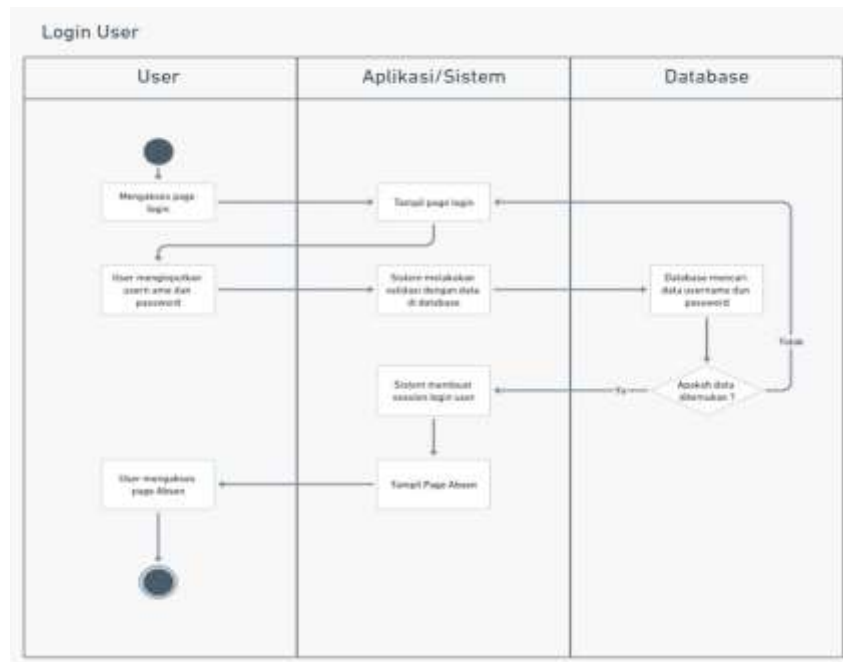 Login User
User
Aplikasi/Sistem
Database
Mengakses page
login
Tampil page login
User menginputkan
usern ame dan
password
Sistem melakukan
validasi dengan data
di database
Database mencari
data username dan
password
Tidak
Apakah data
ditemukan ?
Ya
Sistem membuat
session login user
User mengakses
page Absen
Tampil Page Absen